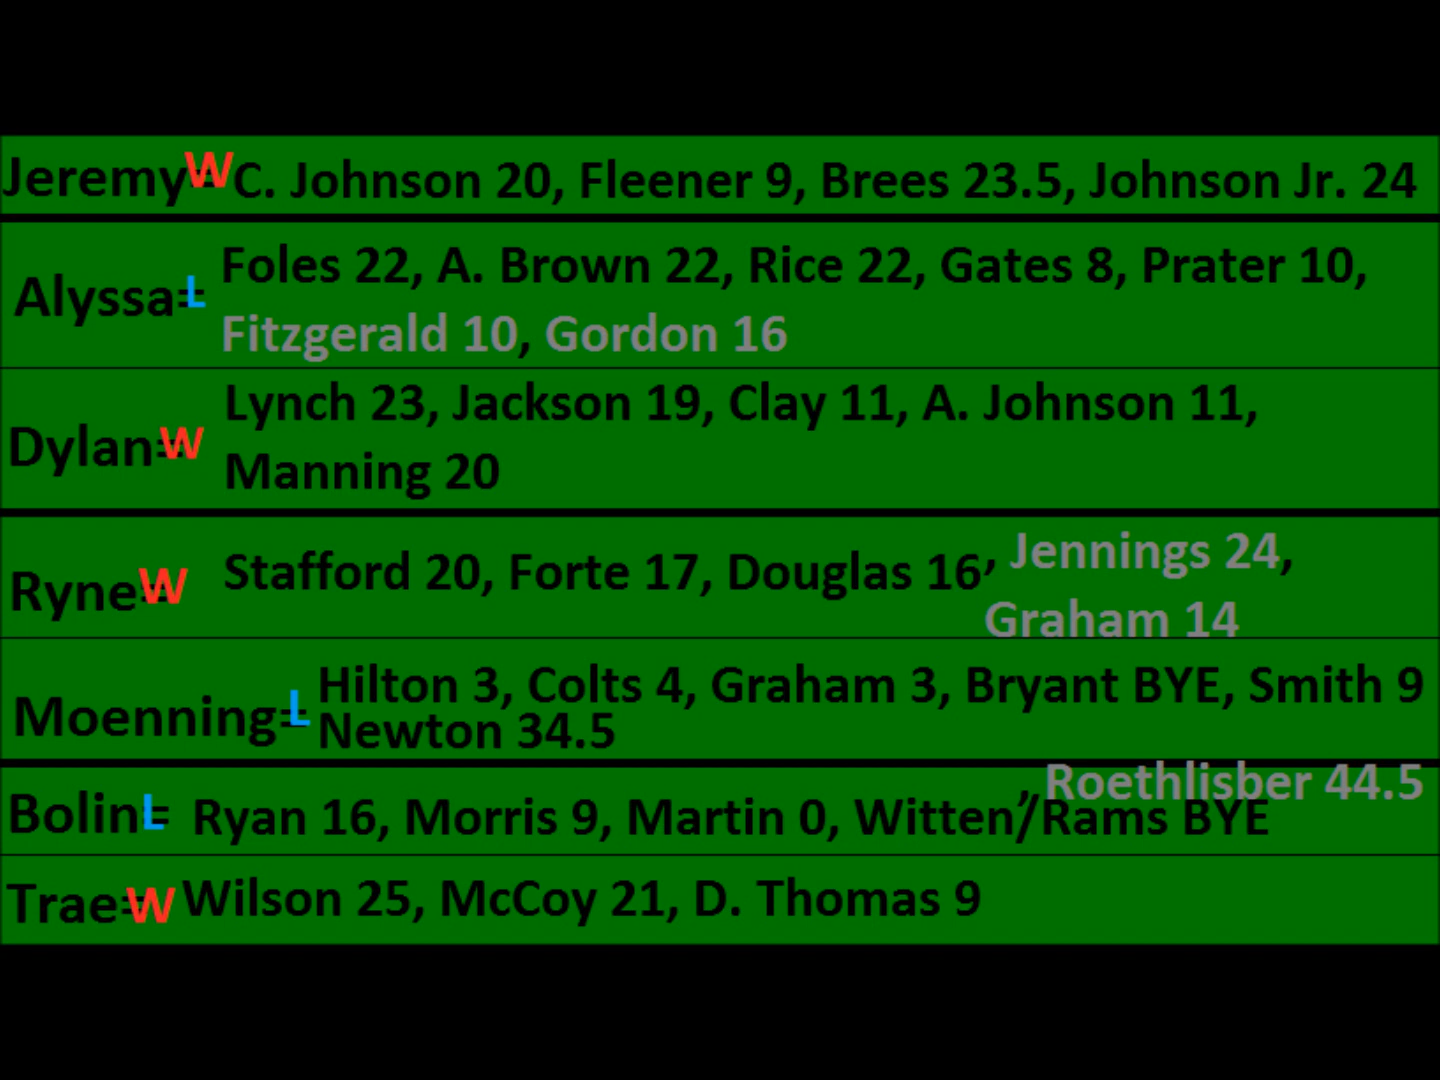 Jeremy= W C. Johnson 20, Fleener 9, Brees 23.5, Johnson Jr. 24
Alyssa= L Foles 22, A. Brown 22, Rice 22, Gates 8, Prater 10,
Fitzgerald 10, Gordon 16
Dylan= W Lynch 23, Jackson 19, Clay 11, A. Johnson 11,
Manning 20
Ryne= W Stafford 20, Forte 17, Douglas 16, Jennings 24,
Graham 14
Moenning= L Hilton 3, Colts 4, Graham 3, Bryant BYE, Smith 9
Newton 34.5
Bolin= L Ryan 16, Morris 9, Martin 0, Witten/Rams BYE
, Roethlisber 44.5
Trae= W Wilson 25, McCoy 21, D. Thomas 9